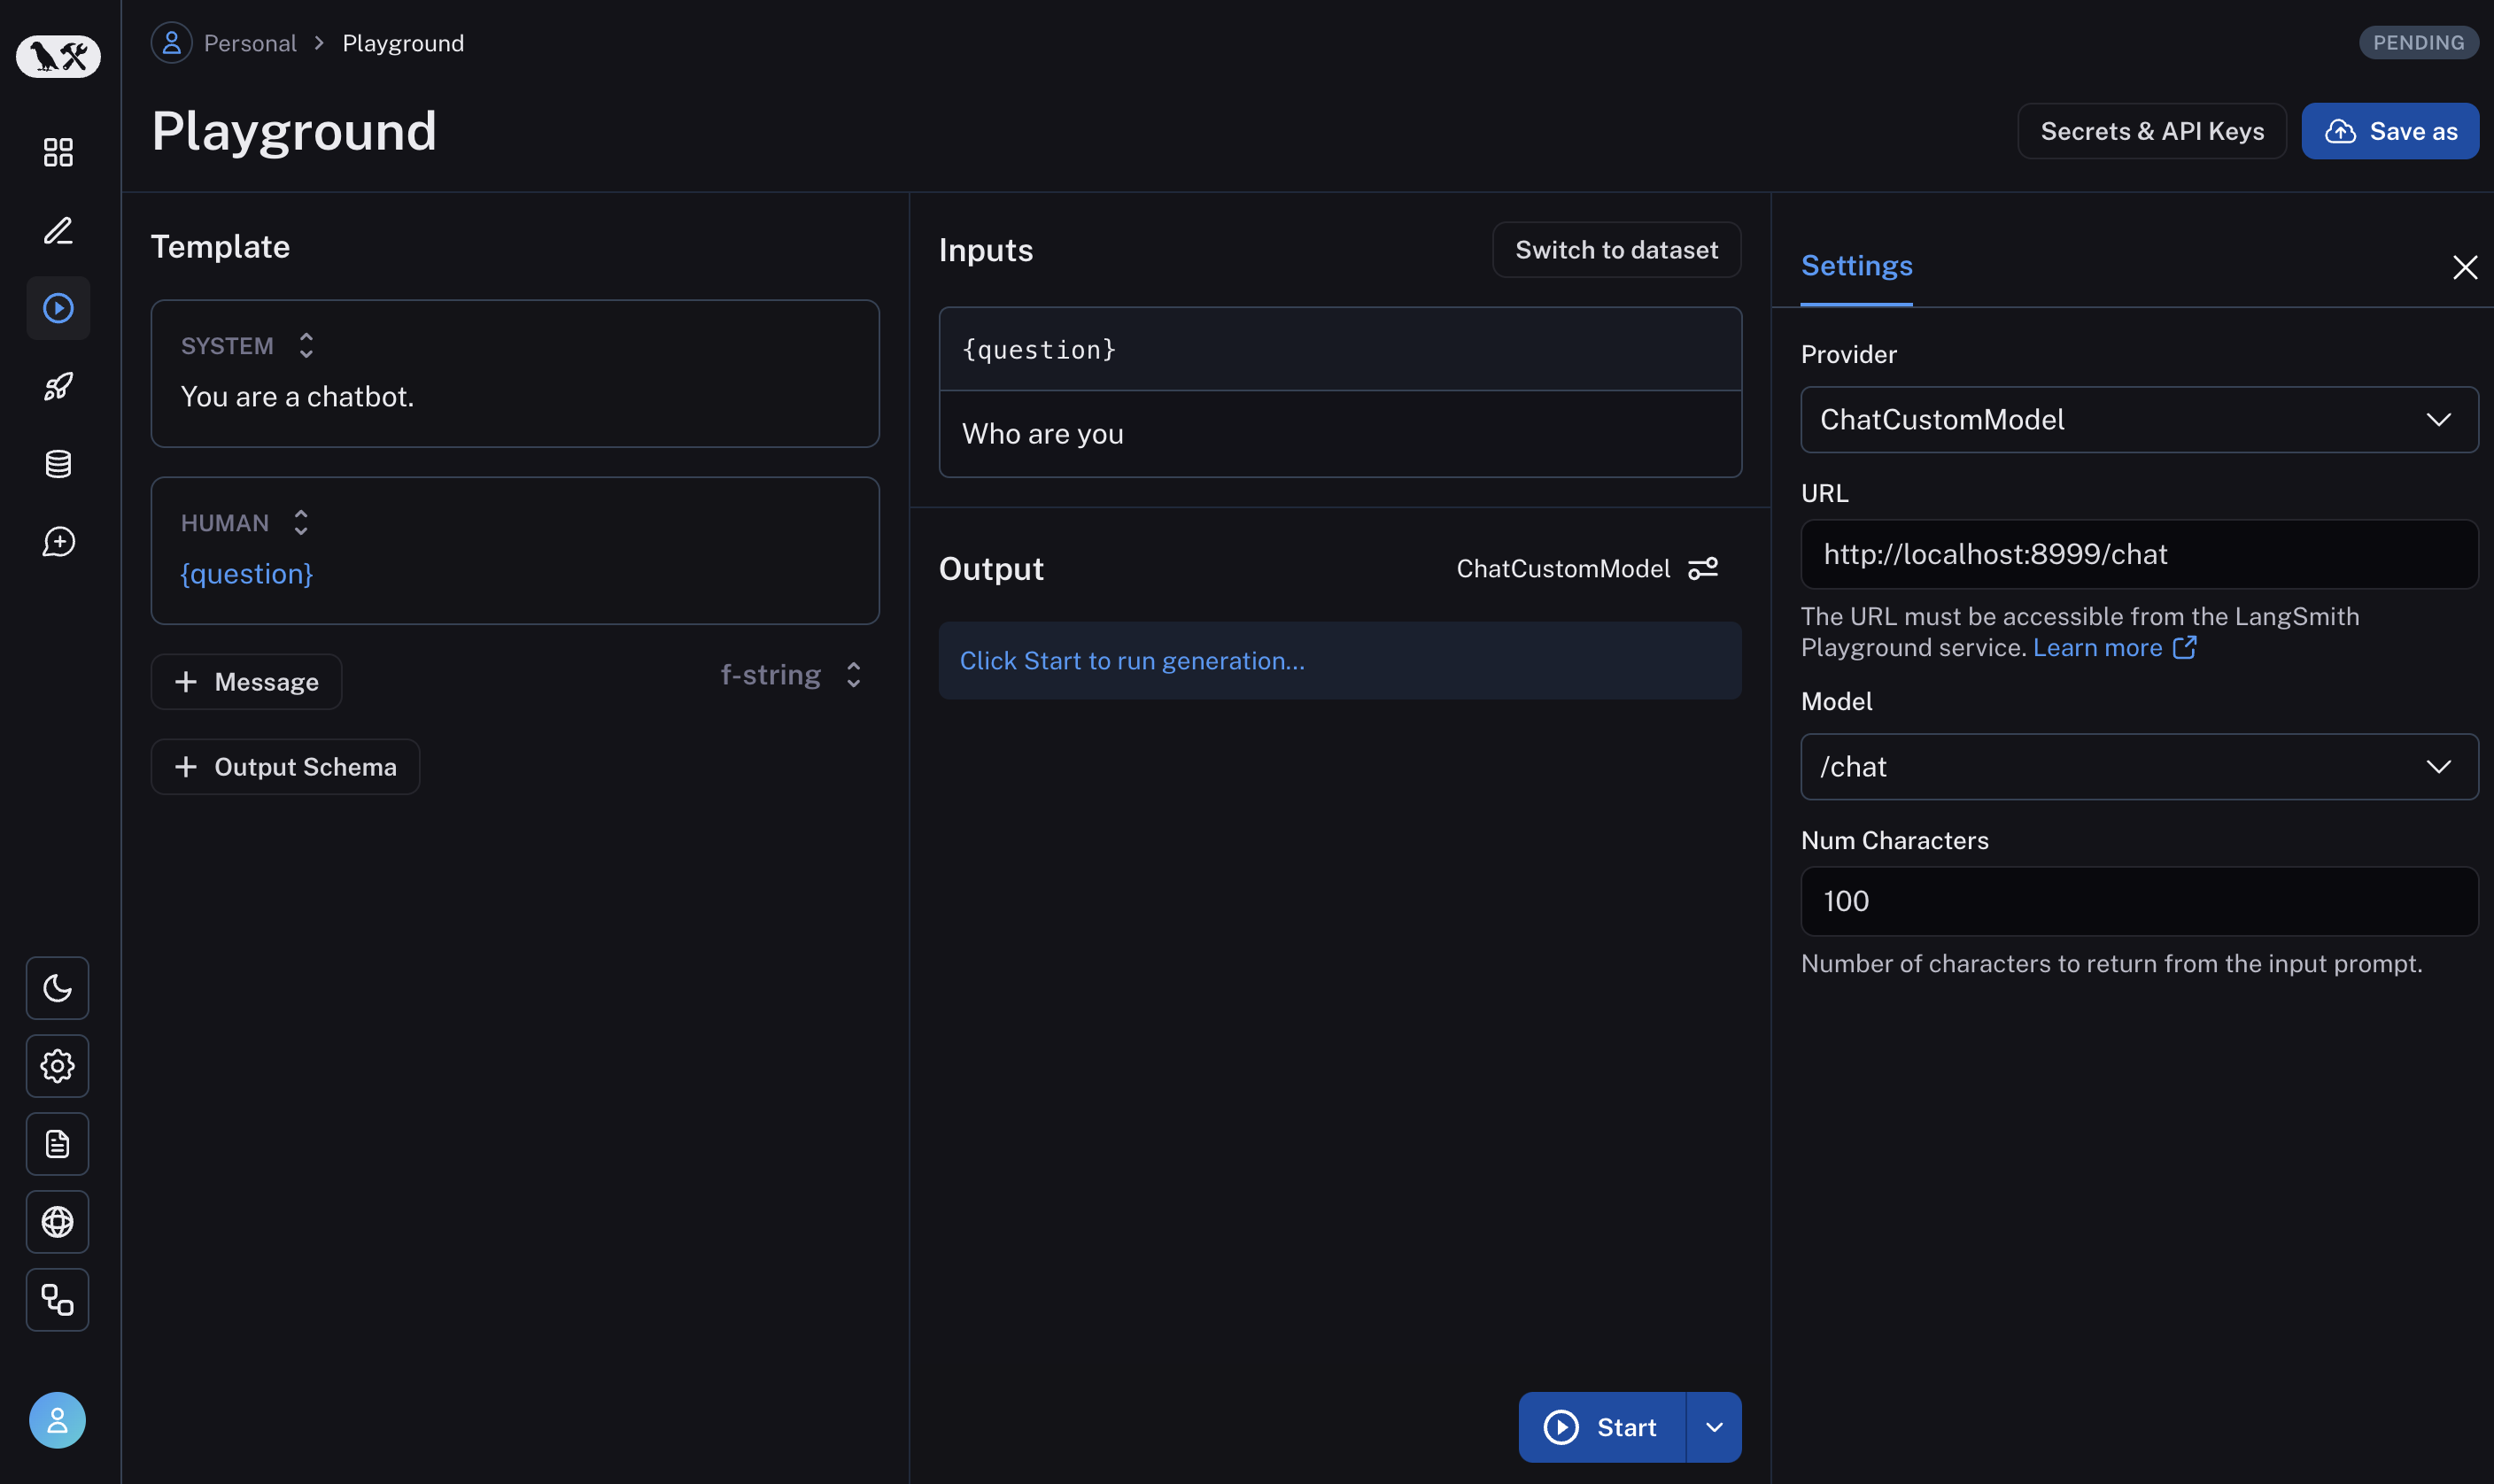 Personal > Playground
PENDING
Playground
Secrets & API Keys
Save as
Template
SYSTEM
You are a chatbot.
HUMAN
{question}
+ Message
f-string
+ Output Schema
Inputs
Switch to dataset
{question}
Who are you
Output
ChatCustomModel
Click Start to run generation...
Start
Settings
Provider
ChatCustomModel
URL
http://localhost:8999/chat
The URL must be accessible from the LangSmith
Playground service. Learn more
Model
/chat
Num Characters
100
Number of characters to return from the input prompt.